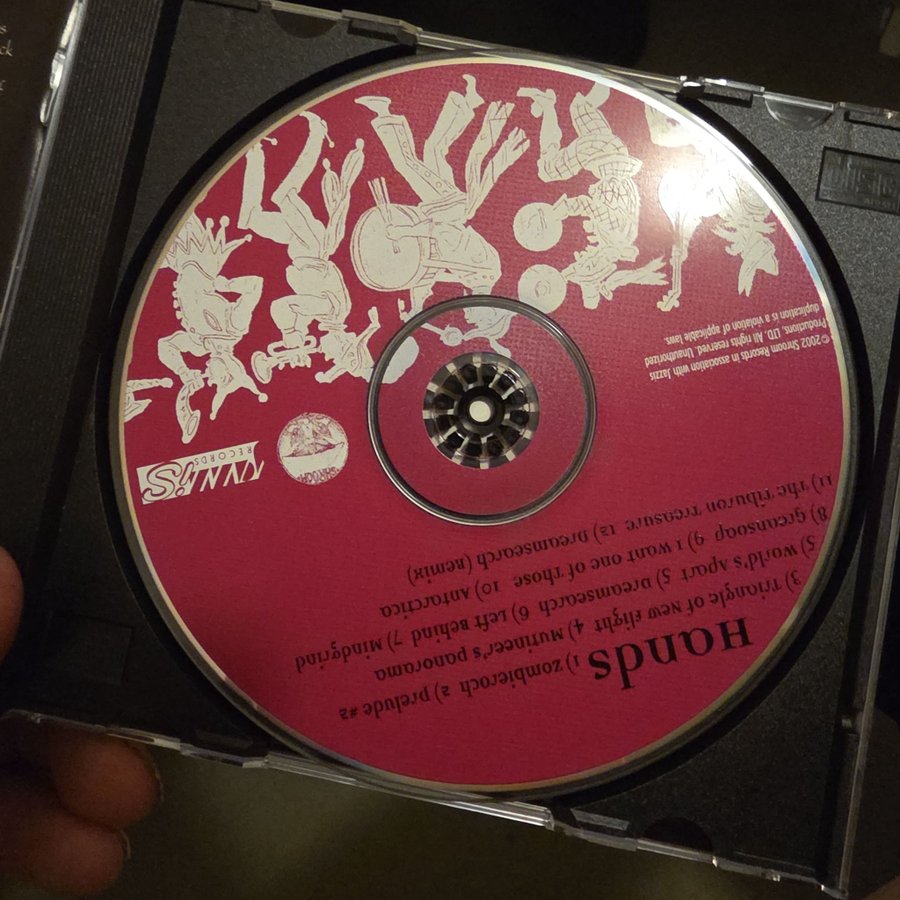 Hands 1) zombieroch 2) prelude #2
3) Triangle of New Flight 4) Mutineer's panorama
5) World's Apart 5) Dreamsearch 6) Left Behind 7) Mindgrind
8) greensoap 9) I want one of Those 10) Antarctica
11) The Tiburon Treasure 12) Dreamsearch (Remix)
RECORDS
©2002 Shroom Records in association with Jazzis
Productions, LTD. All rights reserved. Unauthorized
duplication is a violation of applicable laws.